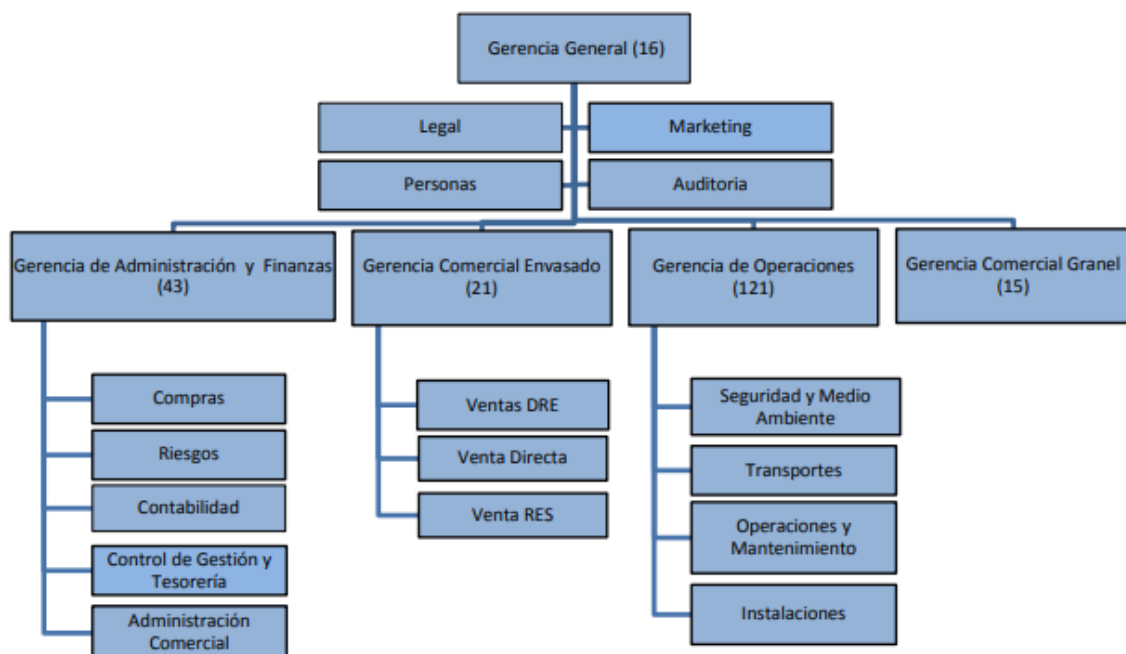 Gerencia General (16)
Legal
Marketing
Personas
Auditoria
Gerencia de Administración y Finanzas
(43)
Gerencia Comercial Envasado
(21)
Gerencia de Operaciones
(121)
Gerencia Comercial Granel
(15)
Compras
Riesgos
Contabilidad
Control de Gestión y
Tesorería
Administración
Comercial
Ventas DRE
Venta Directa
Venta RES
Seguridad y Medio
Ambiente
Transportes
Operaciones y
Mantenimiento
Instalaciones